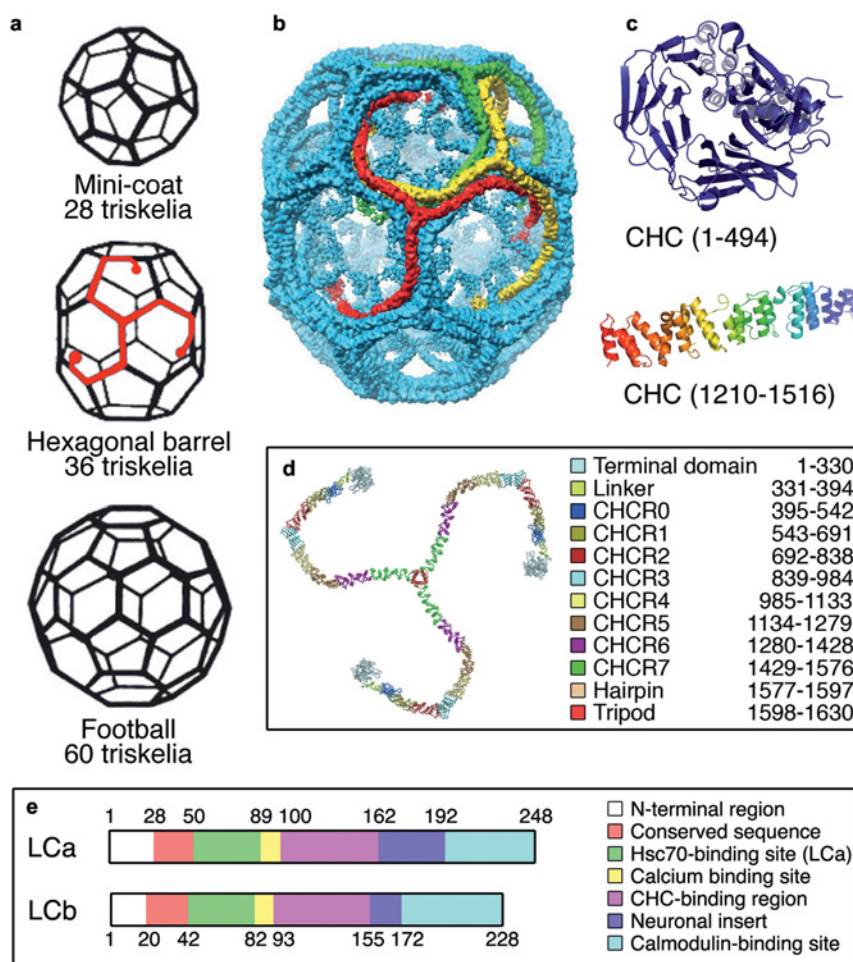 a
Mini-coat
28 triskelia
Hexagonal barrel
36 triskelia
Football
60 triskelia
b
c
CHC (1-494)
CHC (1210-1516)
d
Terminal domain 1-330
Linker 331-394
CHCR0 395-542
CHCR1 543-691
CHCR2 692-838
CHCR3 839-984
CHCR4 985-1133
CHCR5 1134-1279
CHCR6 1280-1428
CHCR7 1429-1576
Hairpin 1577-1597
Tripod 1598-1630
e
1 28 50 89 100 162 192 248
LCa
LCb
1 20 42 82 93 155 172 228
N-terminal region
Conserved sequence
Hsc70-binding site (LCa)
Calcium binding site
CHC-binding region
Neuronal insert
Calmodulin-binding site